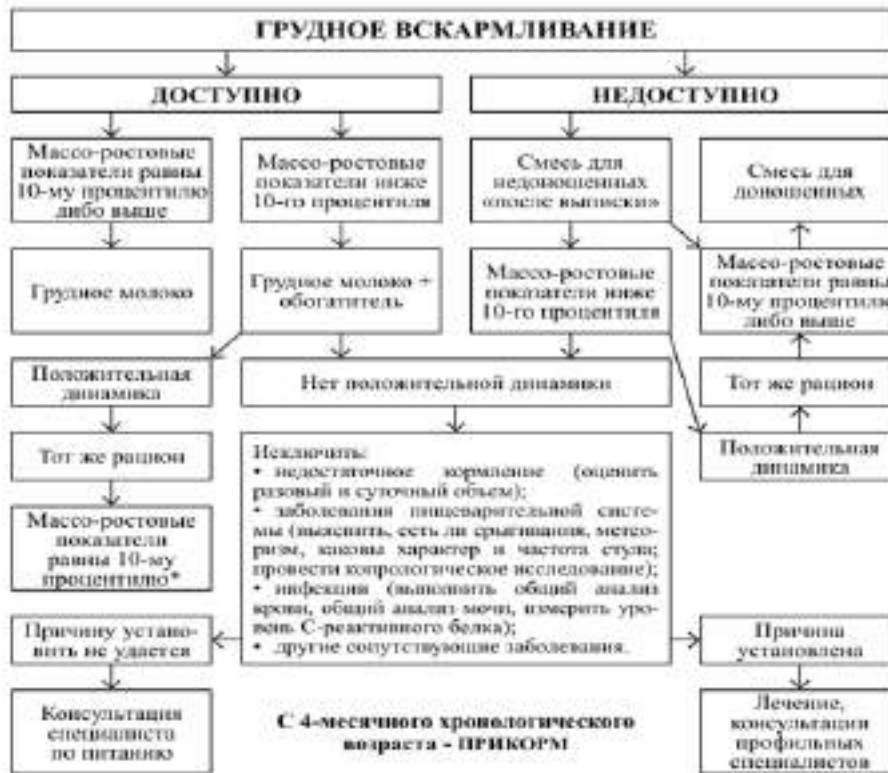 ГРУДНОЕ ВСКАРМЛИВАНИЕ
ДОСТУПНО
НЕДОСТУПНО
Массо-ростовые
показатели равны
10-му процентилю
либо выше
Массо-ростовые
показатели ниже
10-го процентиля
Смесь для
недоношенных
«после выписки»
Смесь для
доношенных
Грудное молоко
Грудное молоко +
обогатитель
Массо-ростовые
показатели ниже
10-го процентиля
Массо-ростовые
показатели равны
10-му процентилю
либо выше
Положительная
динамика
Нет положительной динамики
Тот же рацион
Тот же рацион
Исключить:
• недостаточное кормление (оценить
разовый и суточный объем);
• заболевания пищеварительной систе-
мы (выяснить, есть ли срыгивания, метео-
ризм, каковы характер и частота стула;
провести копрологическое исследование);
• инфекции (выполнить общий анализ
крови, общий анализ мочи, измерить уро-
вень С-реактивного белка);
• другие сопутствующие заболевания.
Положительная
динамика
Массо-ростовые
показатели
равны 10-му
процентилю*
Причину устано-
вить не удается
Причина
установлена
Консультация
специалиста
по питанию
С 4-месячного хронологического
возраста - ПРИКОРМ
Лечение,
консультации
профильных
специалистов